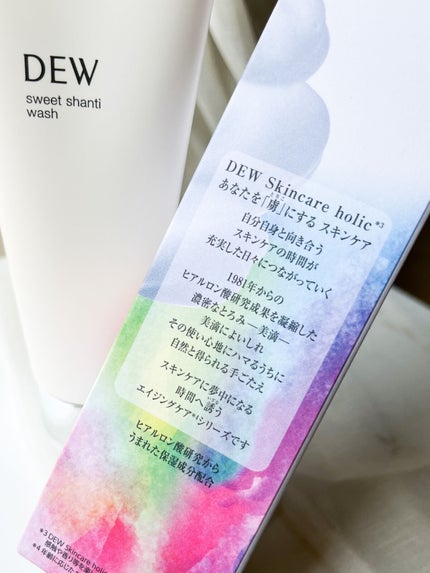 DEW
sweet shanti
wash
DEW Skincare holic*3
あなたを「虜」にする スキンケア
自分自身と向き合う
スキンケアの時間が
充実した日々につながっていく
1981年からの
ヒアルロン酸研究成果を凝縮した
濃密なとろみ―美滴―
美滴によいしれ
その使い心地にハマるうちに
自然と得られる手ごたえ
スキンケアに夢中になる
時間へ誘う
エイジングケア*4シリーズです
ヒアルロン酸研究から
うまれた保湿成分配合
*3 DEW Skincare holic
感触や香り等を楽
*4 年齢に応じたこ